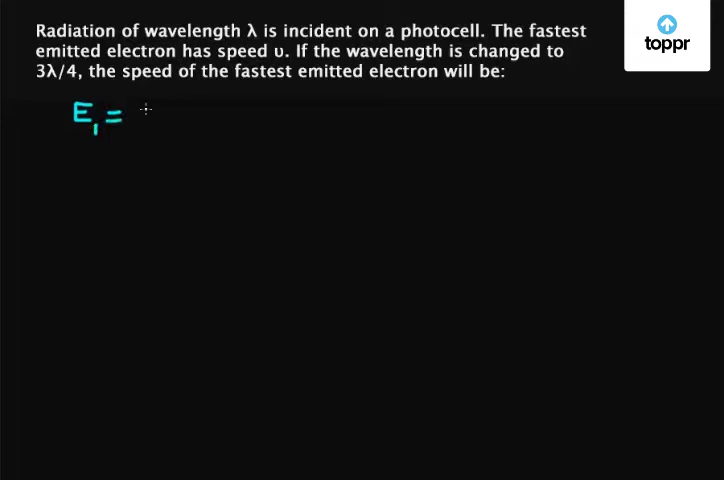 Radiation of wavelength λ is incident on a photocell. The fastest
emitted electron has speed υ. If the wavelength is changed to
3λ/4, the speed of the fastest emitted electron will be:
toppr
E₁ =